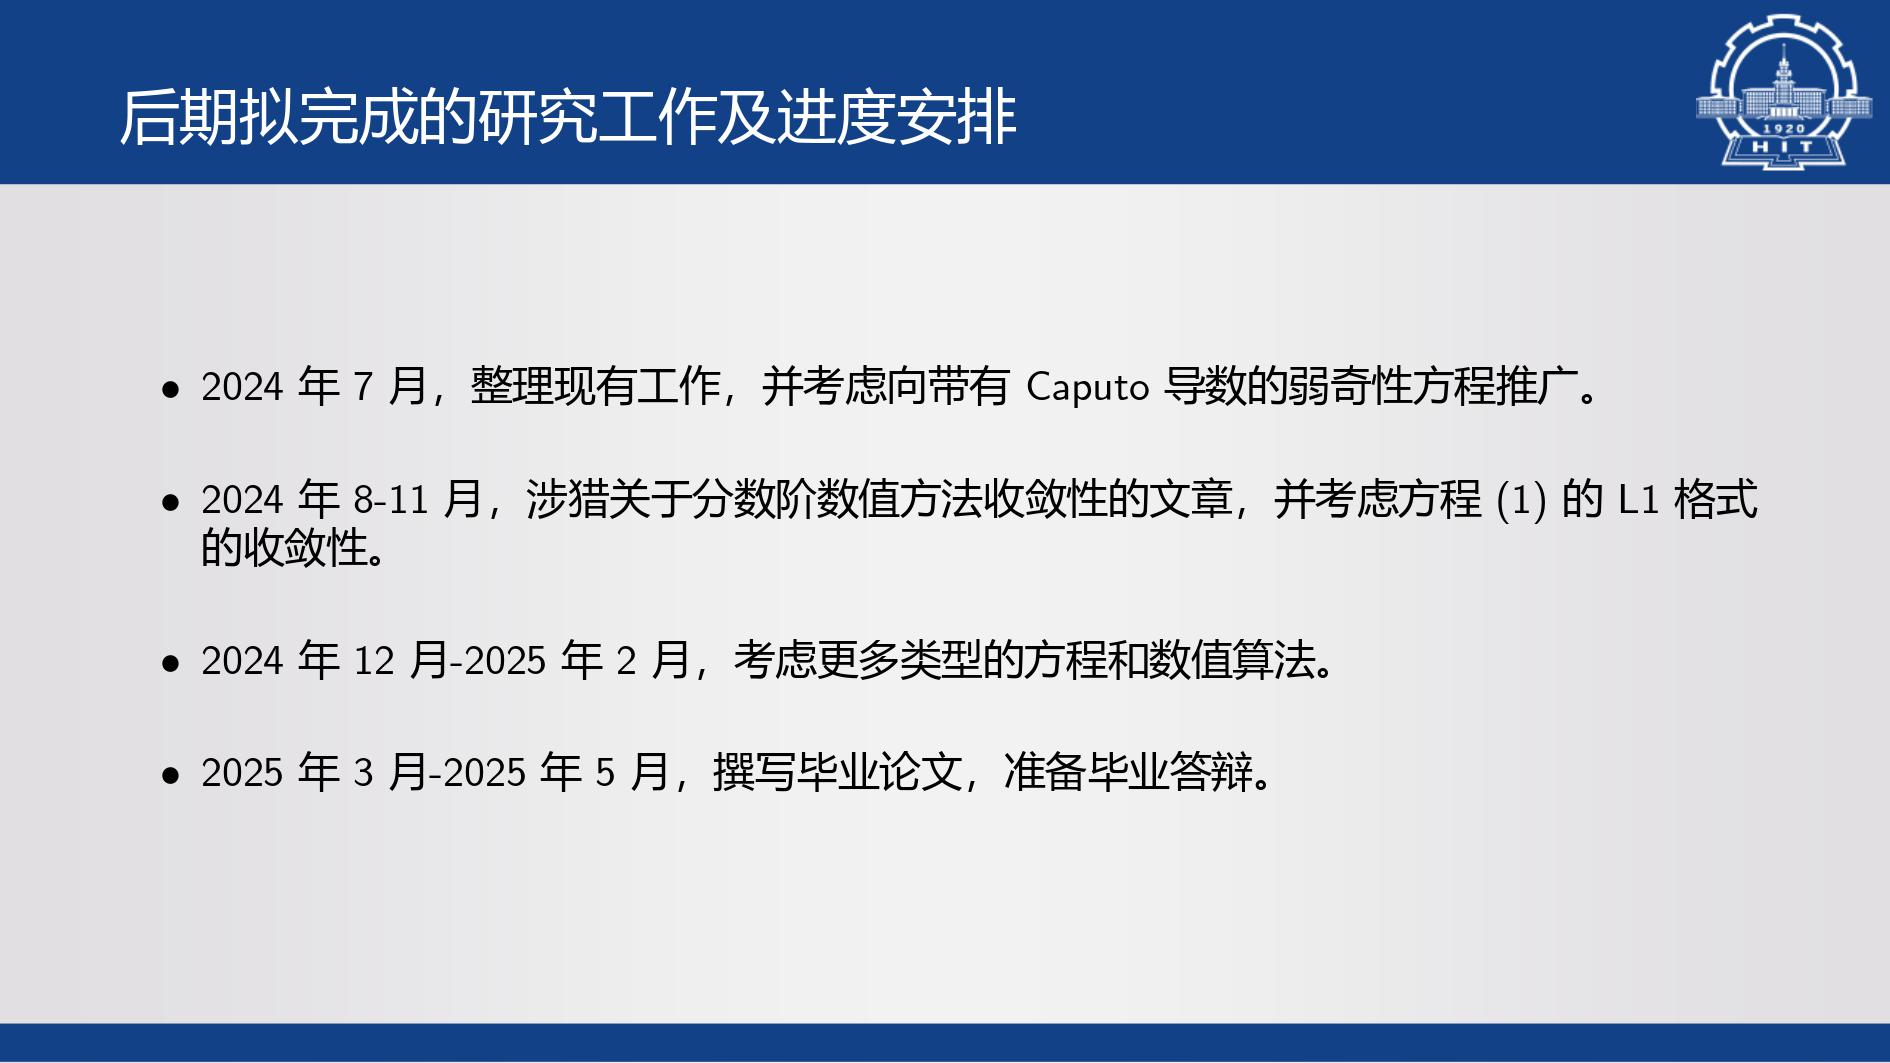 后期拟完成的研究工作及进度安排
1920
HIT
• 2024 年 7 月，整理现有工作，并考虑向带有 Caputo 导数的弱奇性方程推广。
• 2024 年 8-11 月，涉猎关于分数阶数值方法收敛性的文章，并考虑方程 (1) 的 L1 格式
的收敛性。
• 2024 年 12 月-2025 年 2 月，考虑更多类型的方程和数值算法。
• 2025 年 3 月-2025 年 5 月，撰写毕业论文，准备毕业答辩。